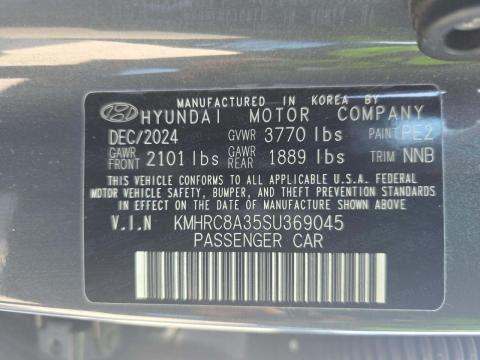 MANUFACTURED IN KOREA BY
HYUNDAI MOTOR COMPANY
DEC/2024 GVWR 3770 lbs PAINT PE2
GAWR FRONT 2101 lbs GAWR REAR 1889 lbs TRIM NNB
THIS VEHICLE CONFORMS TO ALL APPLICABLE U.S.A. FEDERAL
MOTOR VEHICLE SAFETY, BUMPER, AND THEFT PREVENTION STANDARDS
IN EFFECT ON THE DATE OF MANUFACTURE SHOWN ABOVE.
V.I.N KMHRC8A35SU369045
PASSENGER CAR